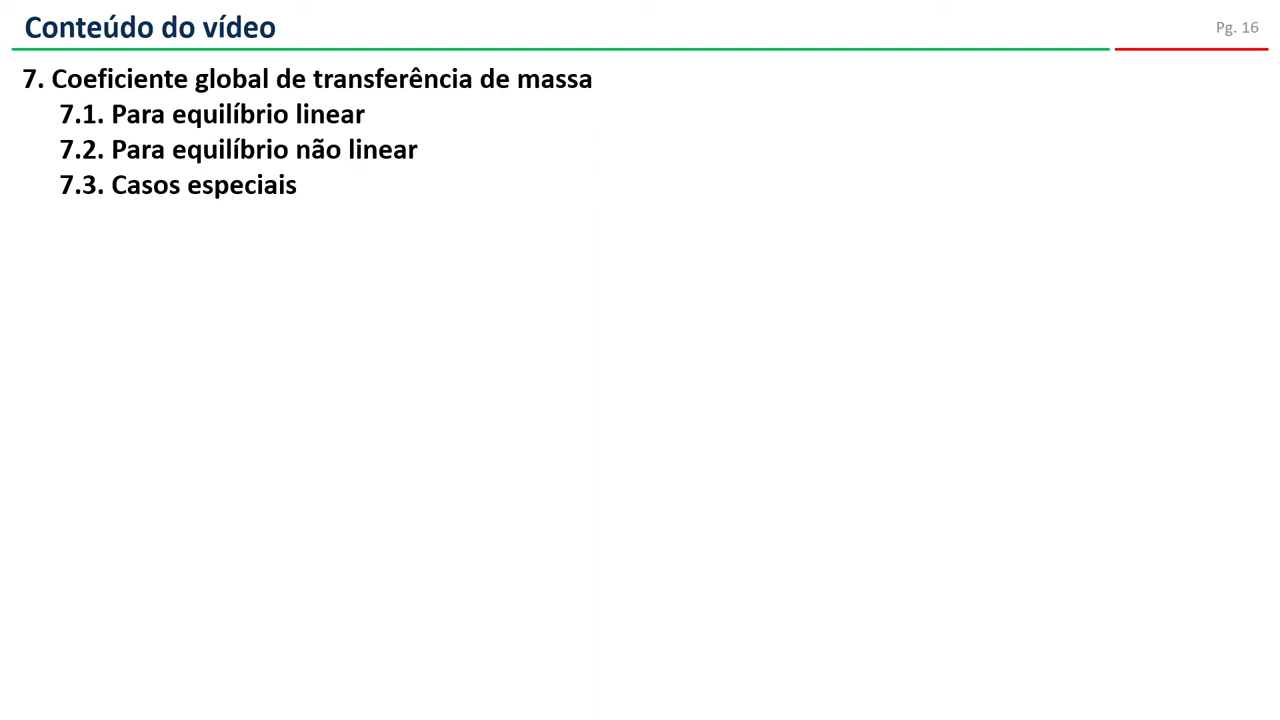 Conteúdo do vídeo
Pg. 16
7. Coeficiente global de transferência de massa
7.1. Para equilíbrio linear
7.2. Para equilíbrio não linear
7.3. Casos especiais